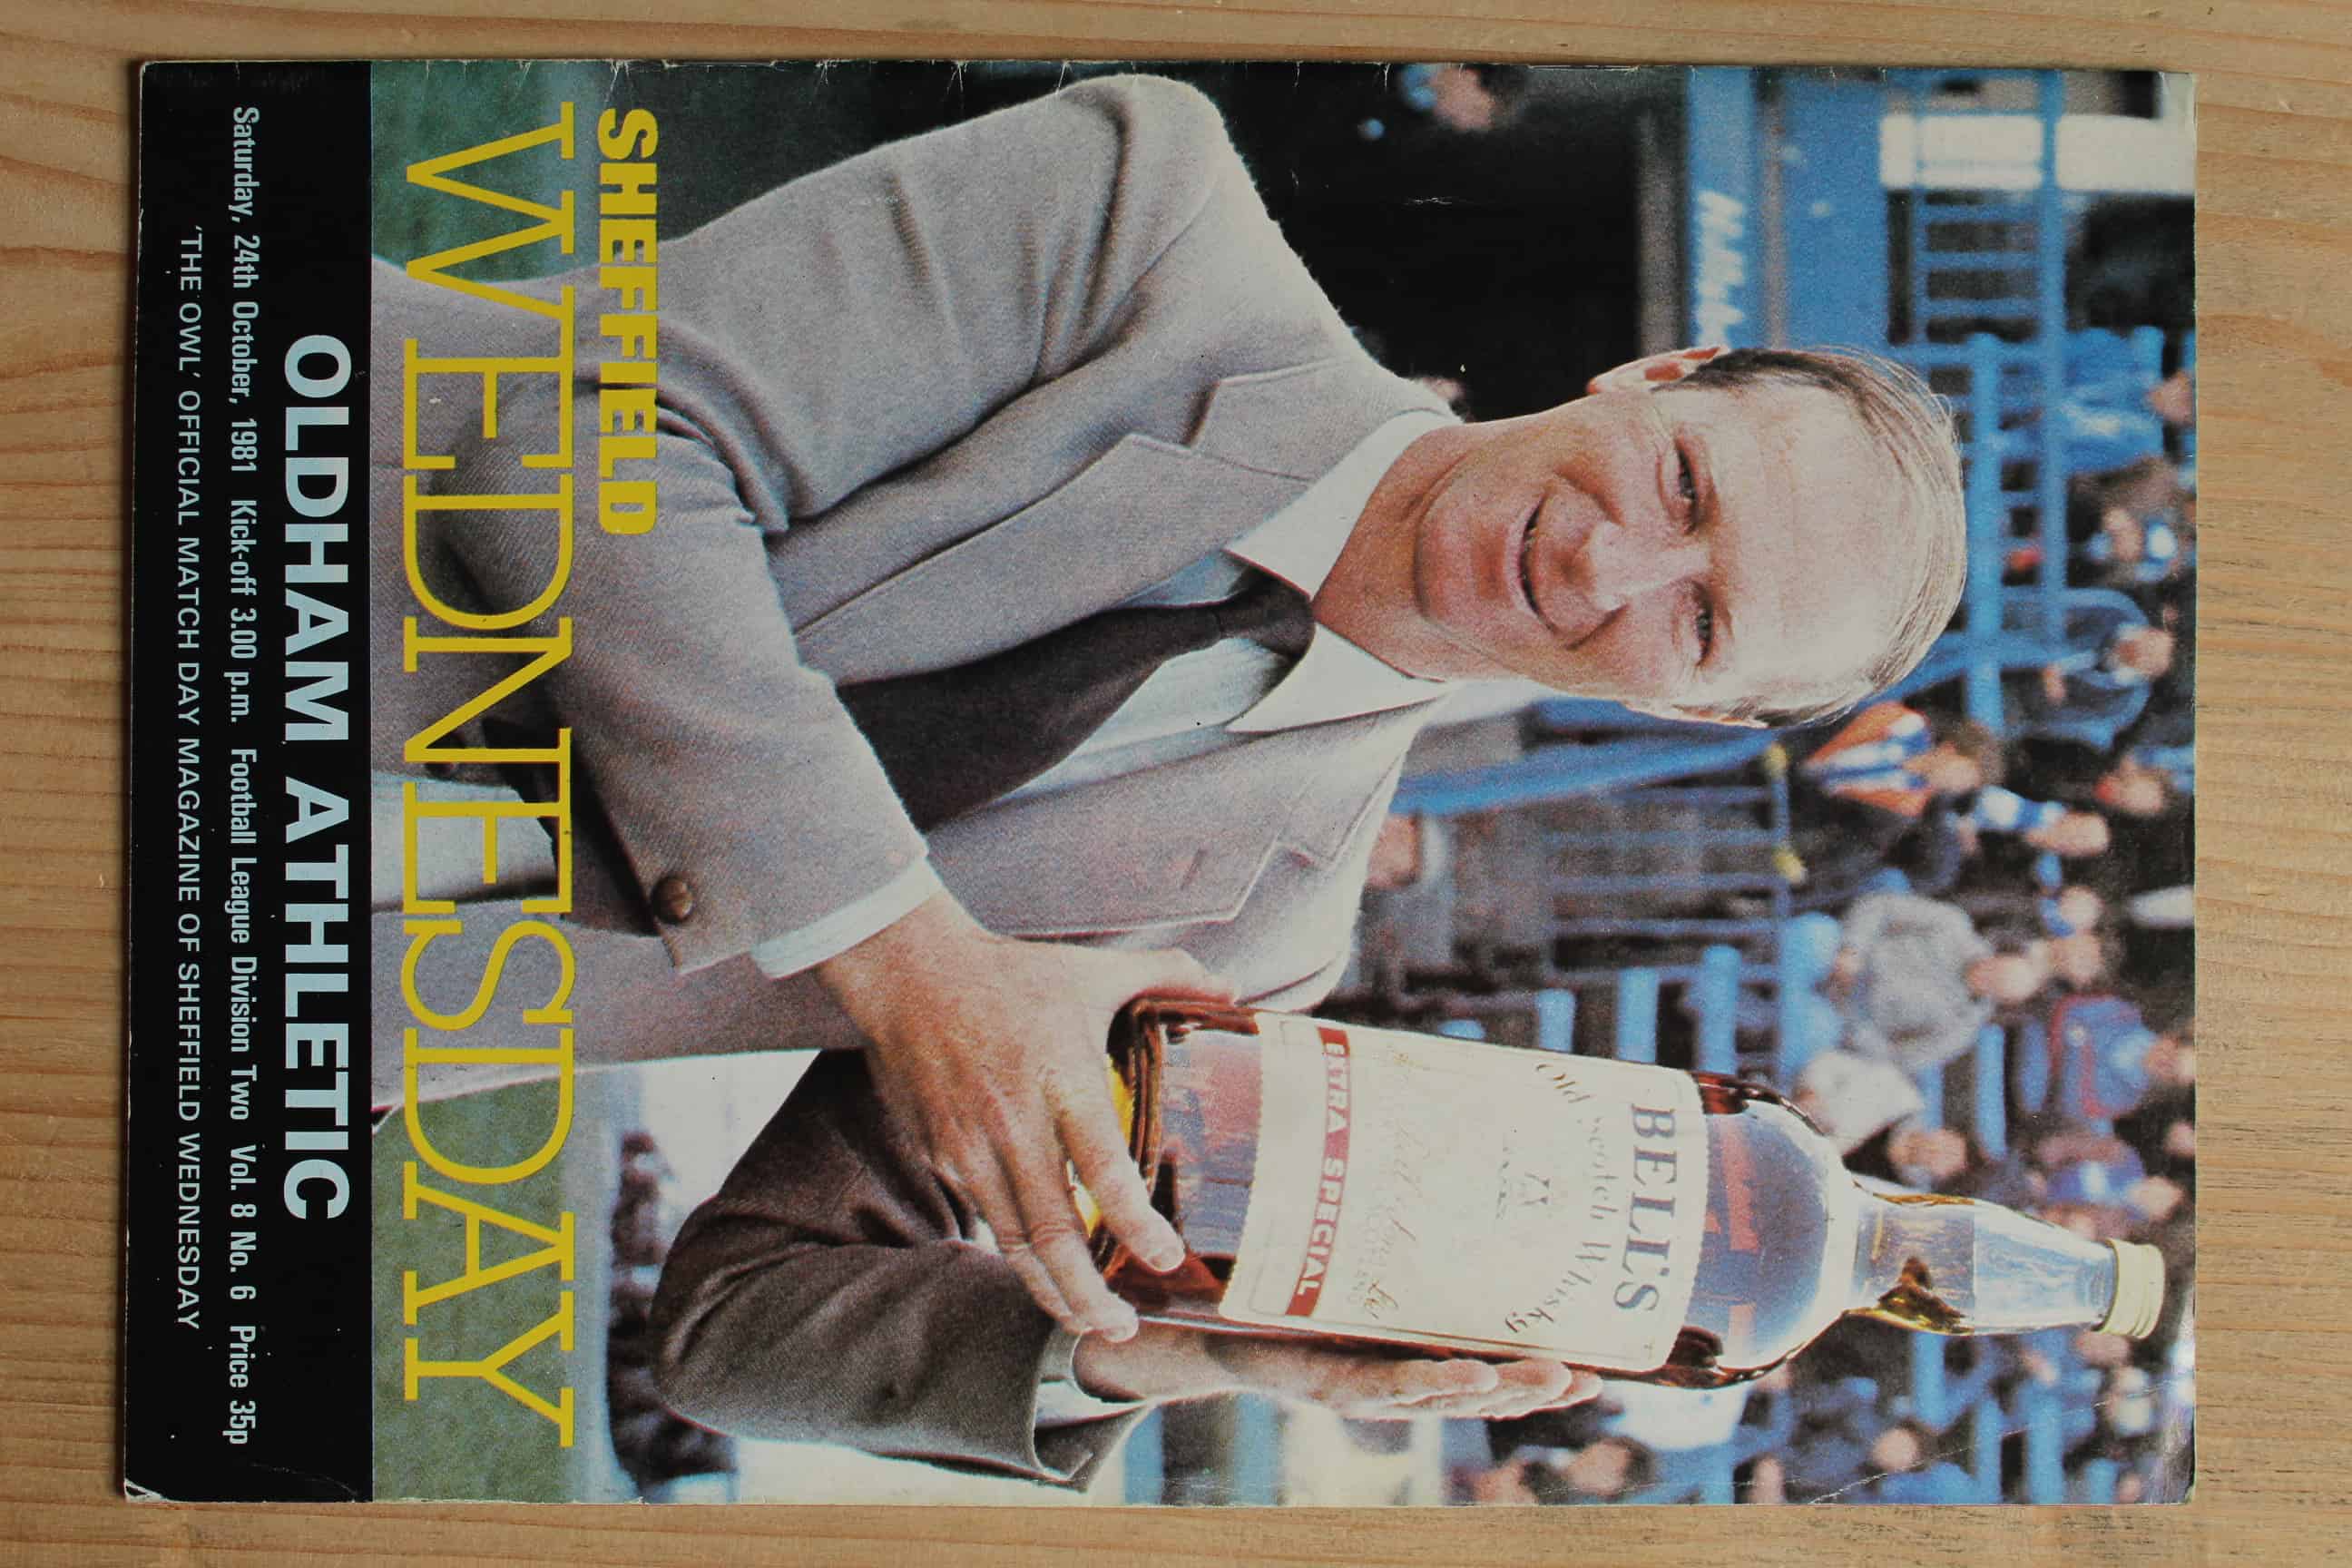 SHEFFIELD
WEDNESDAY
OLDHAM ATHLETIC
Saturday, 24th October, 1981 Kick-off 3.00 p.m. Football League Division Two Vol. 8 No. 6 Price 35p
'THE OWL' OFFICIAL MATCH DAY MAGAZINE OF SHEFFIELD WEDNESDAY
BELL'S
Old Scotch Whisky
EXTRA SPECIAL